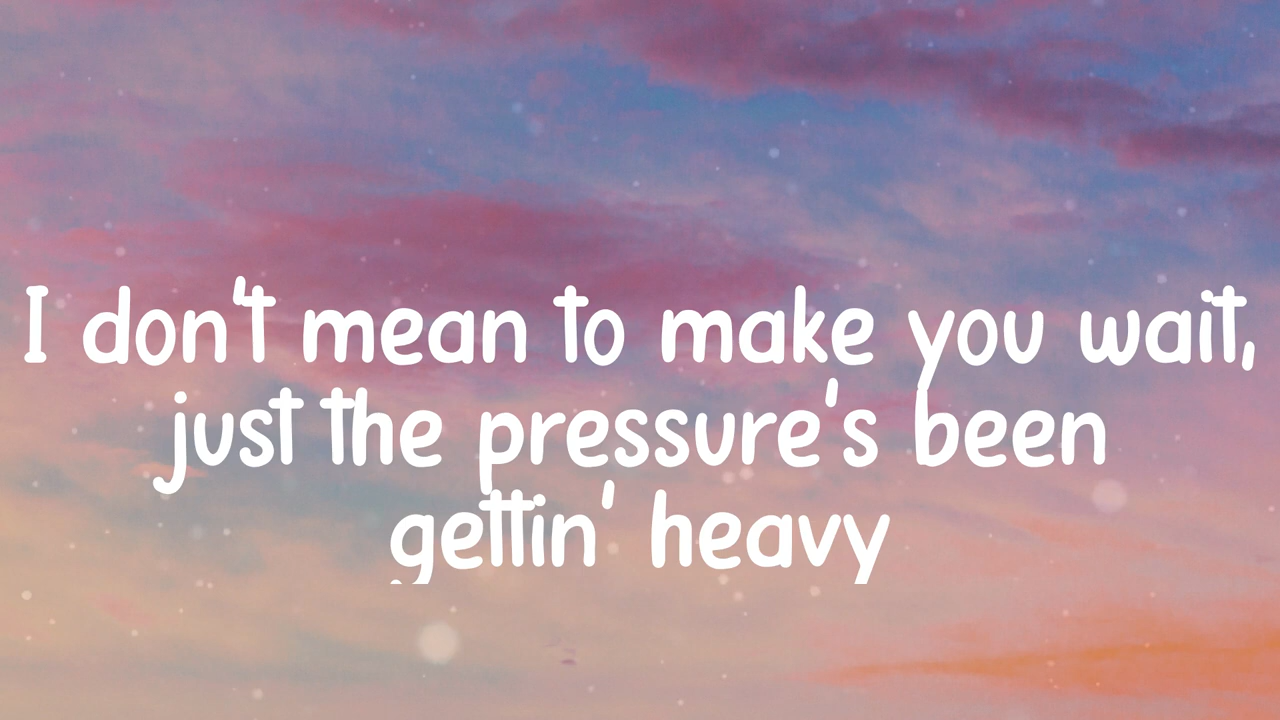 I don't mean to make you wait,
just the pressure's been
gettin' heavy